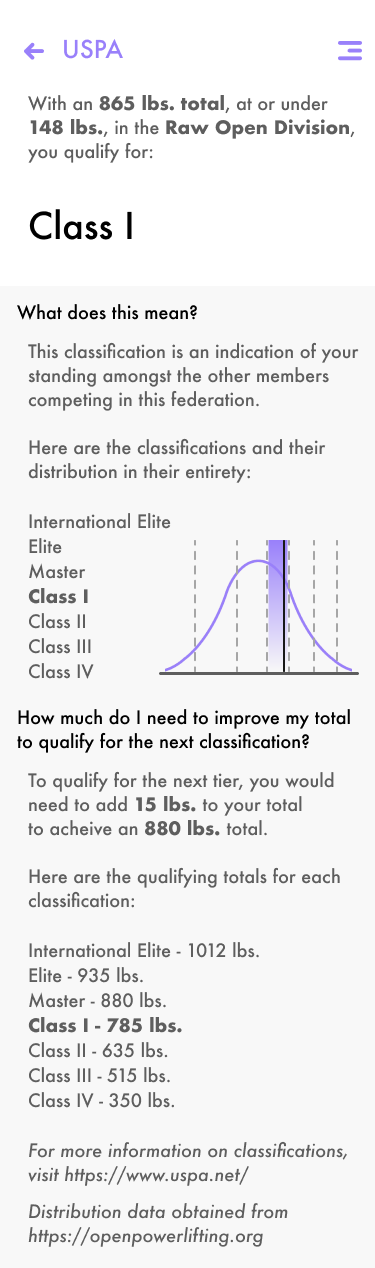 USPA
With an 865 lbs. total, at or under
148 lbs., in the Raw Open Division,
you qualify for:
Class I
What does this mean?
This classification is an indication of your
standing amongst the other members
competing in this federation.
Here are the classifications and their
distribution in their entirety:
International Elite
Elite
Master
Class I
Class II
Class III
Class IV
How much do I need to improve my total
to qualify for the next classification?
To qualify for the next tier, you would
need to add 15 lbs. to your total
to acheive an 880 lbs. total.
Here are the qualifying totals for each
classification:
International Elite - 1012 lbs.
Elite - 935 lbs.
Master - 880 lbs.
Class I - 785 lbs.
Class II - 635 lbs.
Class III - 515 lbs.
Class IV - 350 lbs.
For more information on classifications,
visit https://www.uspa.net/
Distribution data obtained from
https://openpowerlifting.org